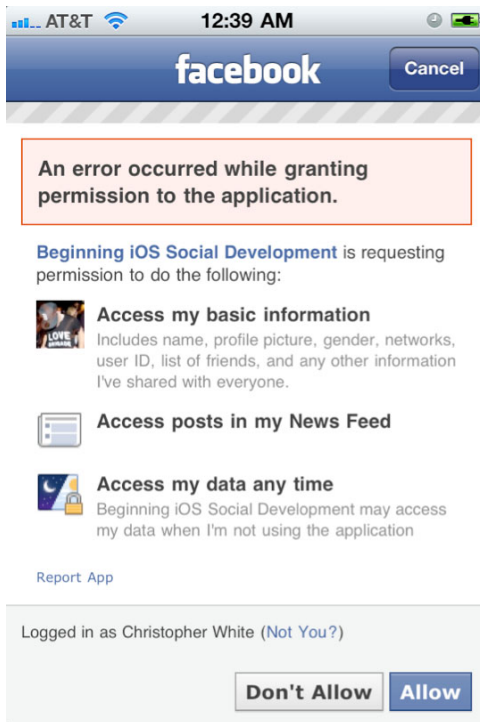 AT&T 12:39 AM
facebook Cancel
An error occurred while granting
permission to the application.
Beginning iOS Social Development is requesting
permission to do the following:
Access my basic information
Includes name, profile picture, gender, networks,
user ID, list of friends, and any other information
I've shared with everyone.
LOVE
Access posts in my News Feed
Access my data any time
Beginning iOS Social Development may access
my data when I'm not using the application
Report App
Logged in as Christopher White (Not You?)
Don't Allow Allow